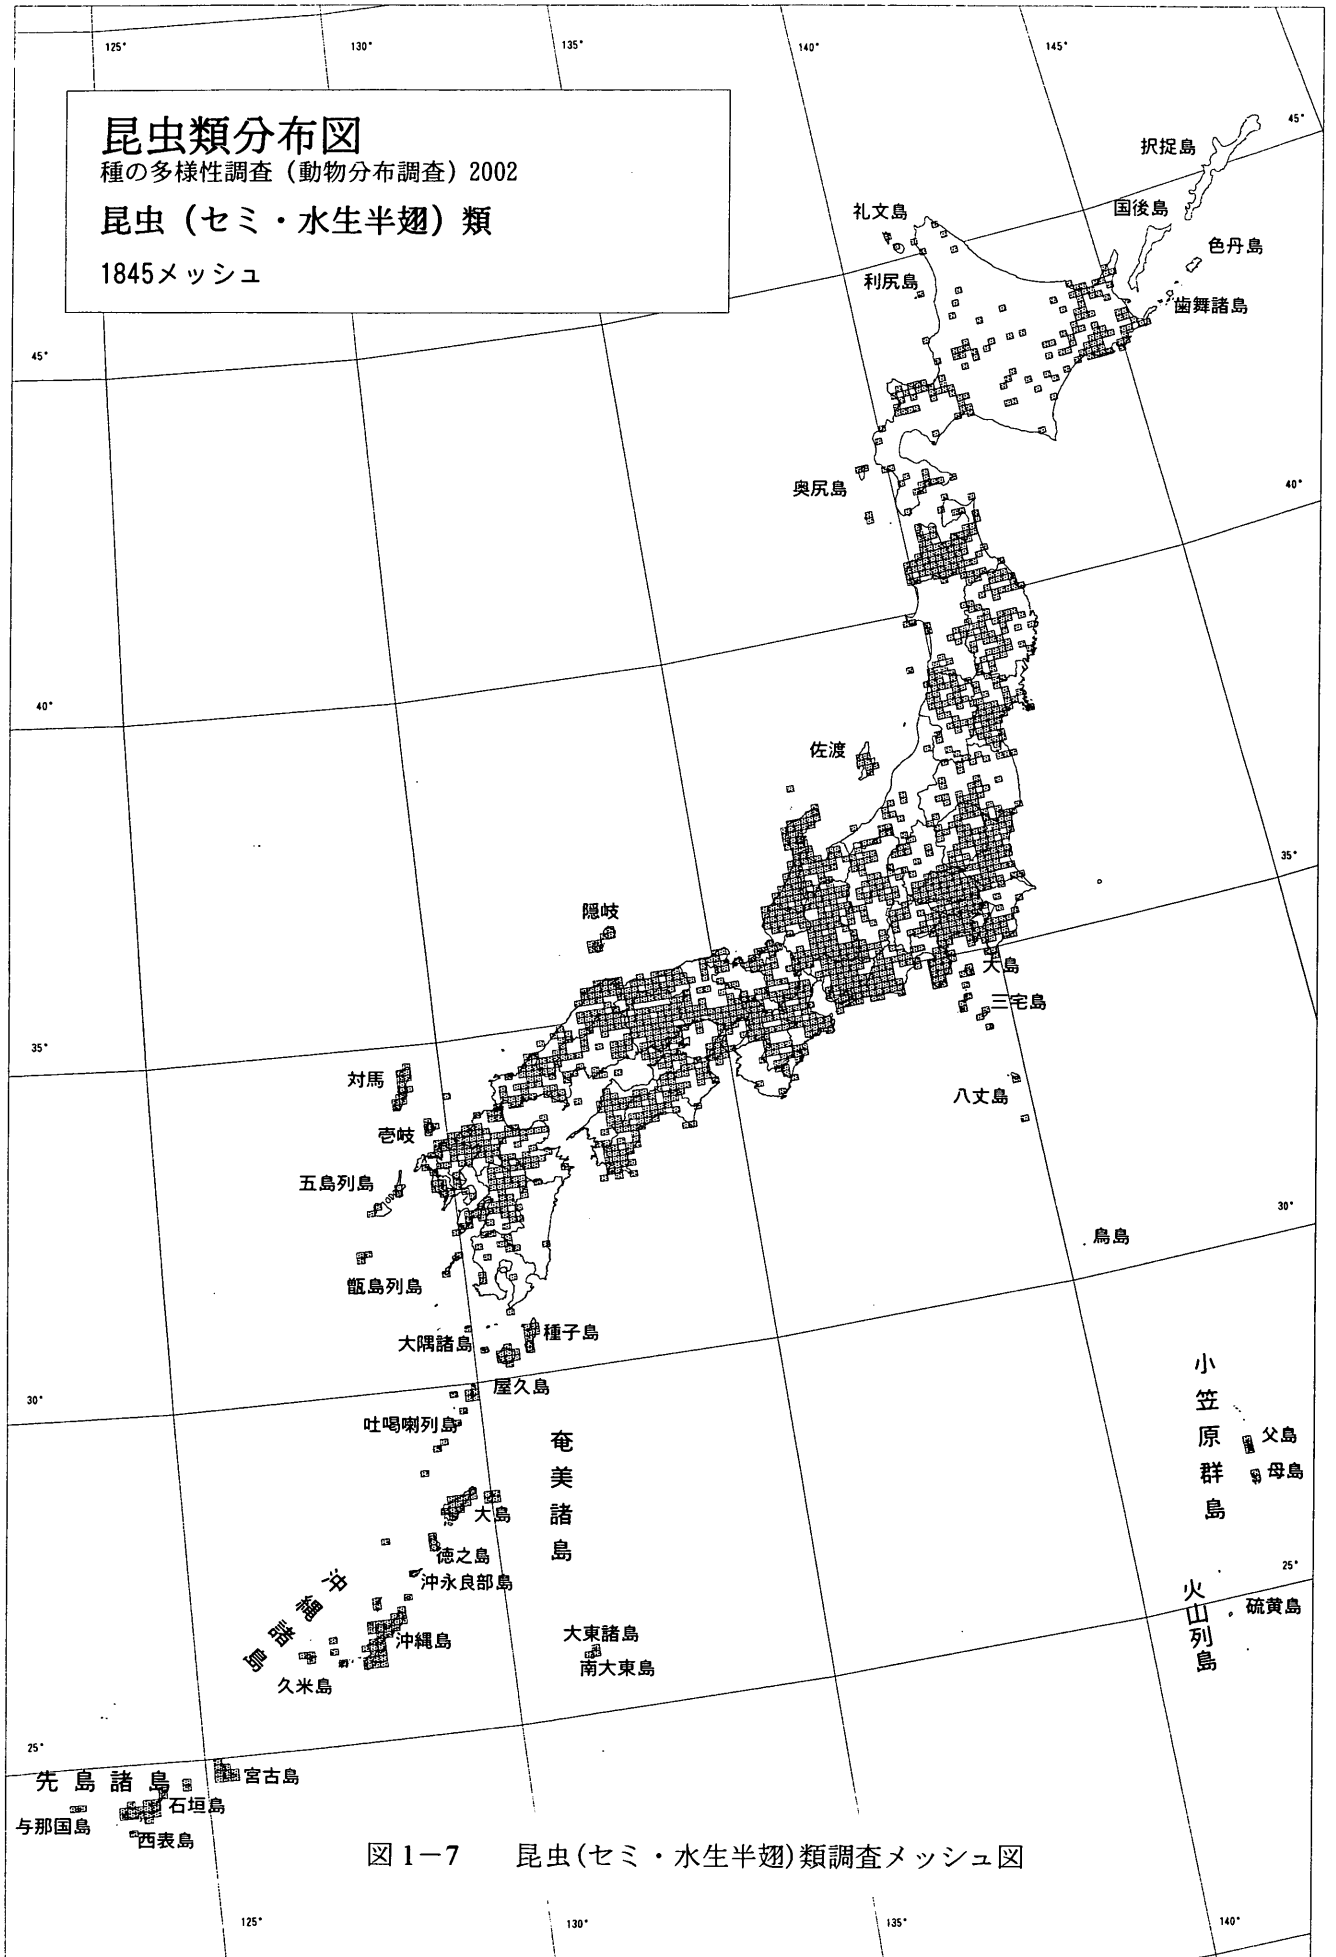 125°
130°
135°
140°
145°
昆虫類分布図
種の多様性調査（動物分布調査）2002
昆虫（セミ・水生半翅）類
1845メッシュ
45°
択捉島
国後島
色丹島
歯舞諸島
礼文島
利尻島
45°
奥尻島
40°
40°
佐渡
35°
隠岐
大島
三宅島
35°
対馬
八丈島
壱岐
五島列島
30°
鳥島
甑島列島
大隅諸島
種子島
屋久島
30°
吐喝喇列島
奄美諸島
小笠原群島
父島
母島
大島
徳之島
沖永良部島
沖縄諸島
25°
火山列島
硫黄島
沖縄島
久米島
大東諸島
南大東島
25°
先島諸島
宮古島
石垣島
与那国島
西表島
図1－7　昆虫(セミ・水生半翅)類調査メッシュ図
125°
130°
135°
140°